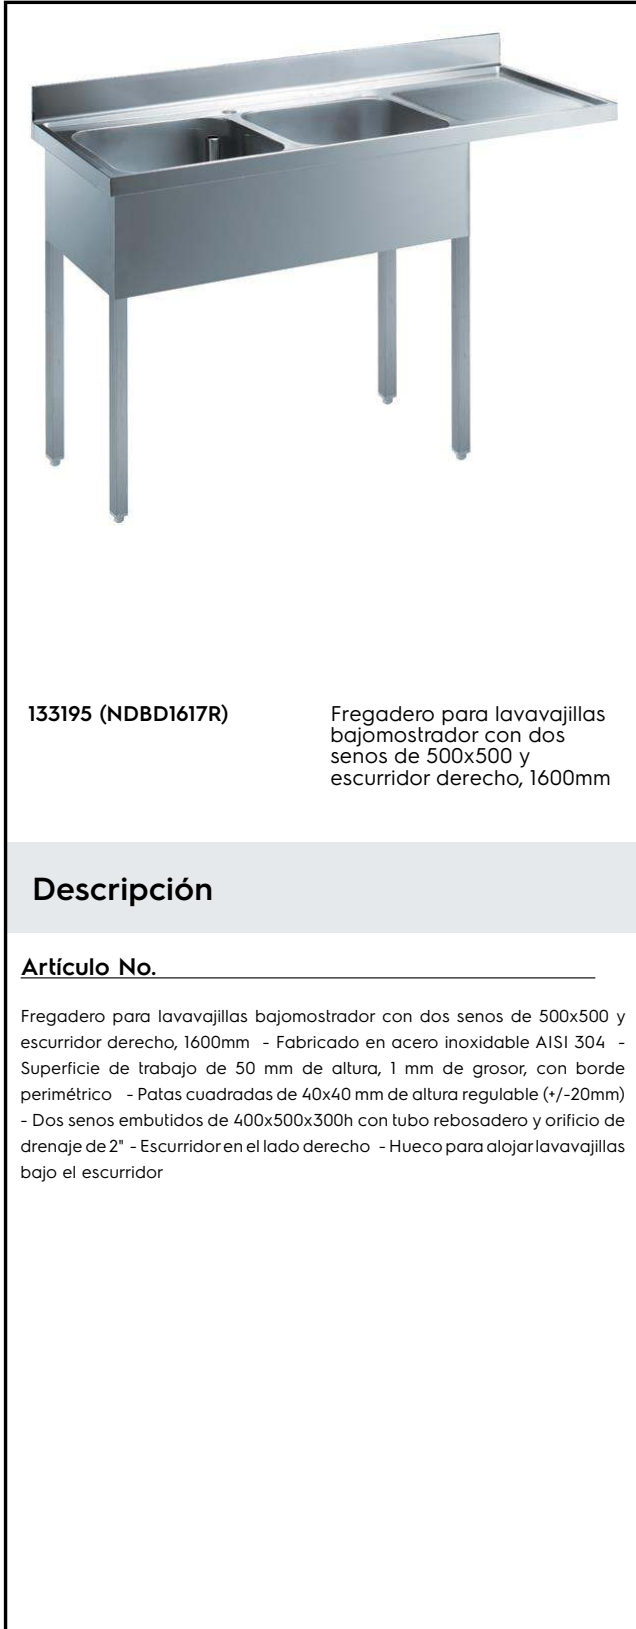 133195 (NDBD1617R)
Fregadero para lavavajillas
bajomostrador con dos
senos de 500x500 y
escurridor derecho, 1600mm
Descripción
Artículo No.
Fregadero para lavavajillas bajomostrador con dos senos de 500x500 y
escurridor derecho, 1600mm - Fabricado en acero inoxidable AISI 304 -
Superficie de trabajo de 50 mm de altura, 1 mm de grosor, con borde
perimétrico - Patas cuadradas de 40x40 mm de altura regulable (+/-20mm)
- Dos senos embutidos de 400x500x300h con tubo rebosadero y orificio de
drenaje de 2" - Escurridor en el lado derecho - Hueco para alojar lavavajillas
bajo el escurridor